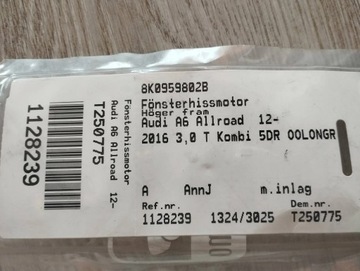 8K0959802B
Fönsterhissmotor
Höger fram
Audi A6 Allroad 12-
2016 3,0 T Kombi 5DR OOLONGR
A AnnJ m.inlag
Ref.nr. Dem.nr.
1128239 1324/3025 T250775
Fönsterhissmotor
Audi A6 Allroad 12-
T250775
1128239